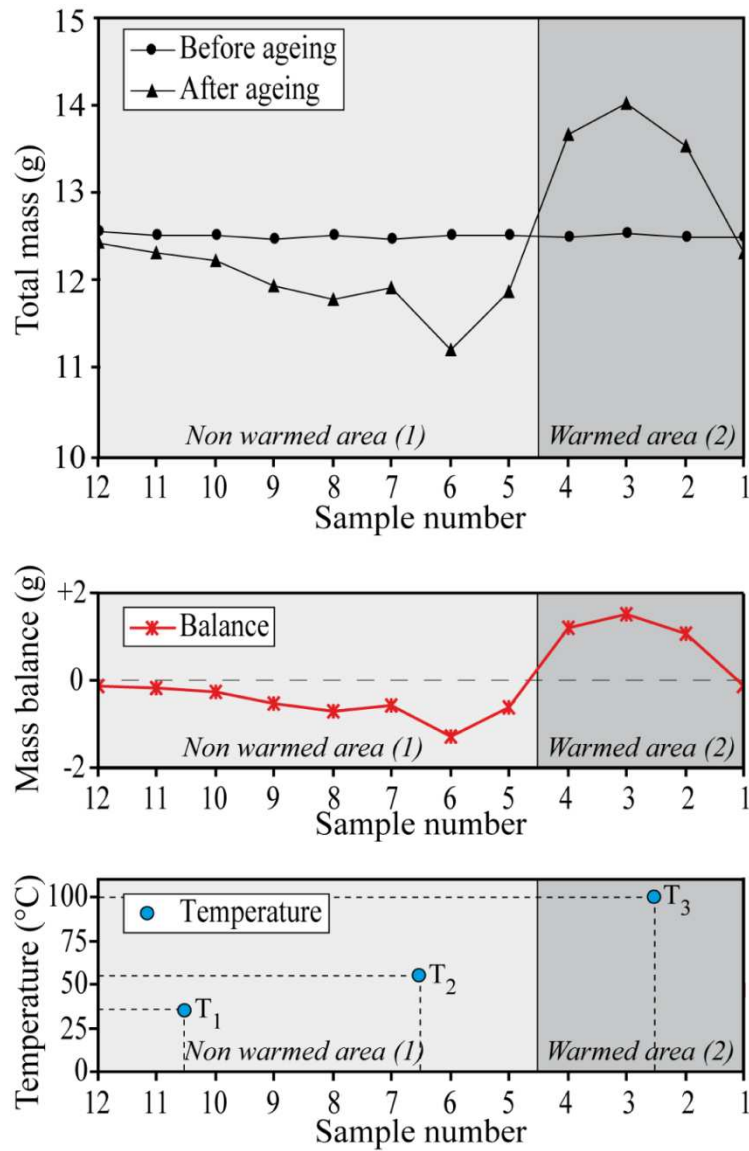 15
14
13
12
11
10
Total mass (g)
Before ageing
After ageing
Non warmed area (1)
Warmed area (2)
12 11 10 9 8 7 6 5 4 3 2 1
Sample number
+2
0
-2
Mass balance (g)
Balance
Non warmed area (1)
Warmed area (2)
12 11 10 9 8 7 6 5 4 3 2 1
Sample number
100
75
50
25
0
Temperature (°C)
Temperature
T1
T2
T3
Non warmed area (1)
Warmed area (2)
12 11 10 9 8 7 6 5 4 3 2 1
Sample number